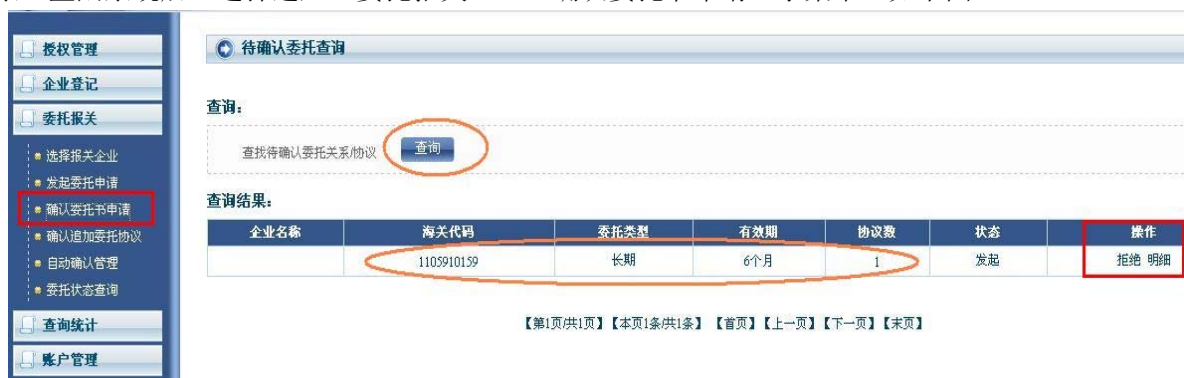 授权管理
企业登记
委托报关
选择报关企业
发起委托申请
确认委托书申请
确认追加委托协议
自动确认管理
委托状态查询
查询统计
账户管理
待确认委托查询
查询：
查找待确认委托关系/协议 查询
查询结果：
企业名称 海关代码 委托类型 有效期 协议数 状态 操作
1105910159 长期 6个月 1 发起 拒绝 明细
【第1页/共1页】【本页1条/共1条】 【首页】【上一页】【下一页】【末页】